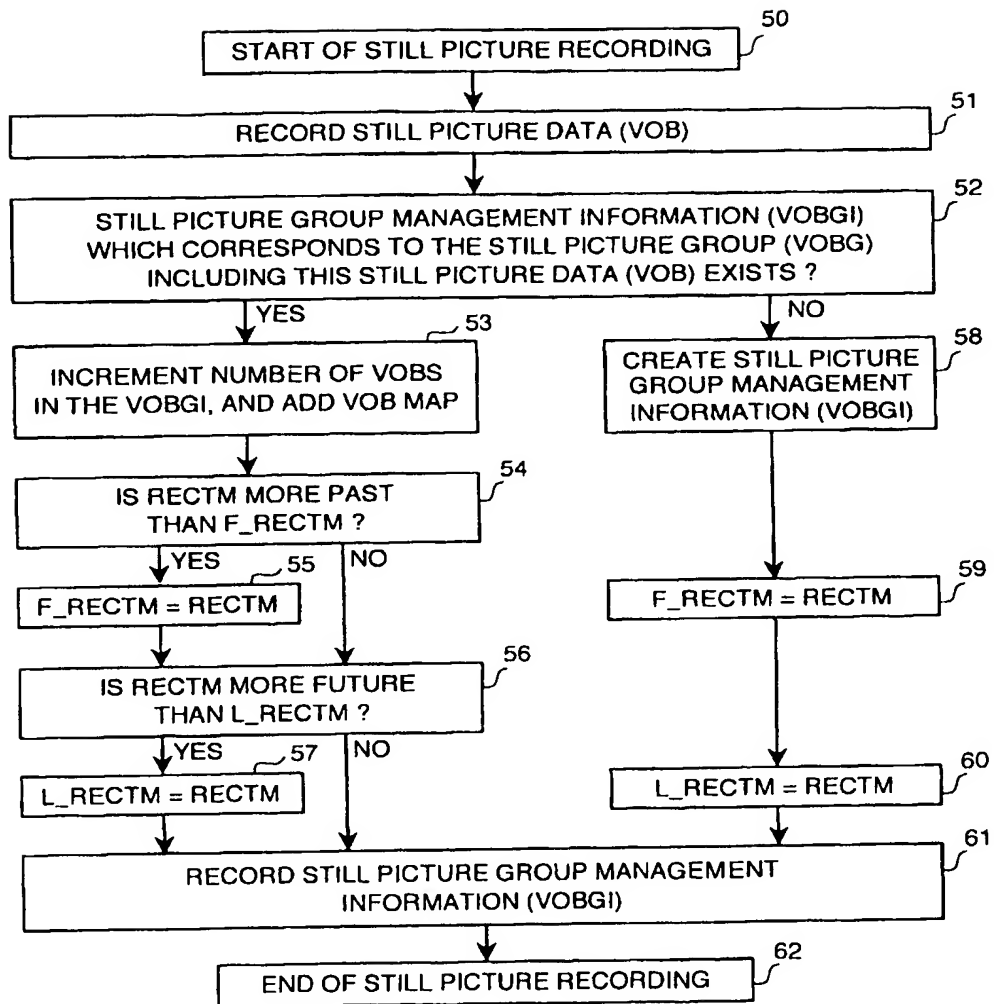 50
START OF STILL PICTURE RECORDING
51
RECORD STILL PICTURE DATA (VOB)
52
STILL PICTURE GROUP MANAGEMENT INFORMATION (VOBGI)
WHICH CORRESPONDS TO THE STILL PICTURE GROUP (VOBG)
INCLUDING THIS STILL PICTURE DATA (VOB) EXISTS ?
YES
NO
53
INCREMENT NUMBER OF VOBS
IN THE VOBGI, AND ADD VOB MAP
58
CREATE STILL PICTURE
GROUP MANAGEMENT
INFORMATION (VOBGI)
54
IS RECTM MORE PAST
THAN F_RECTM ?
YES
NO
55
F_RECTM = RECTM
59
F_RECTM = RECTM
56
IS RECTM MORE FUTURE
THAN L_RECTM ?
YES
NO
57
L_RECTM = RECTM
60
L_RECTM = RECTM
61
RECORD STILL PICTURE GROUP MANAGEMENT
INFORMATION (VOBGI)
62
END OF STILL PICTURE RECORDING